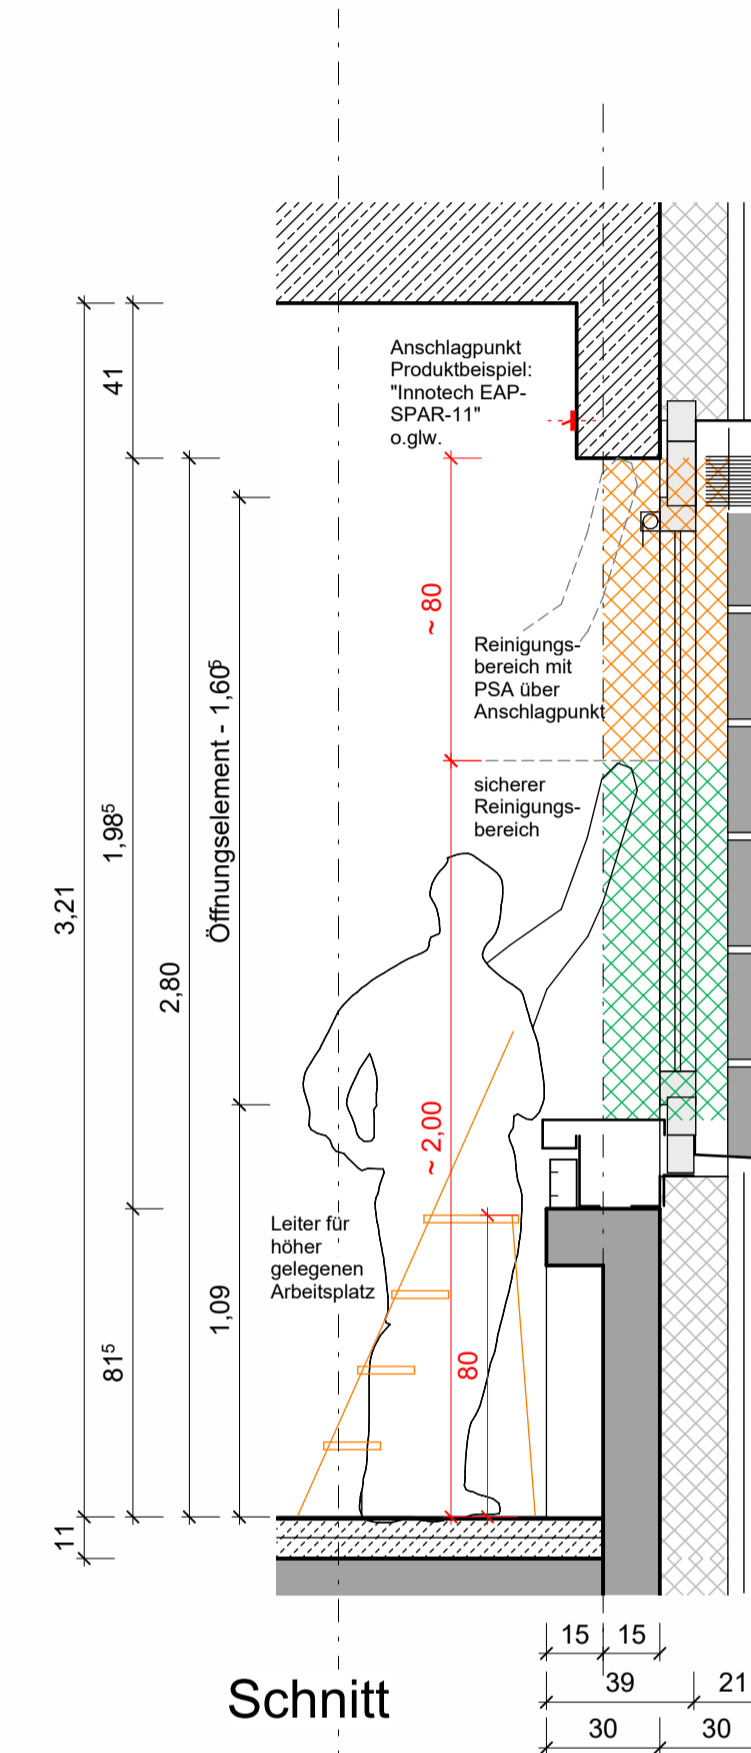 Anschlagpunkt
Produktbeispiel:
"Innotech EAP-
SPAR-11"
o.glw.
41
~ 80
Reinigungs-
bereich mit
PSA über
Anschlagpunkt
sicherer
Reinigungs-
bereich
Öffnungselement - 1,60⁵
1,98⁵
3,21
2,80
~ 2,00
Leiter für
höher
gelegenen
Arbeitsplatz
1,09
81⁵
80
11
15 15
39 21
30 30
Schnitt